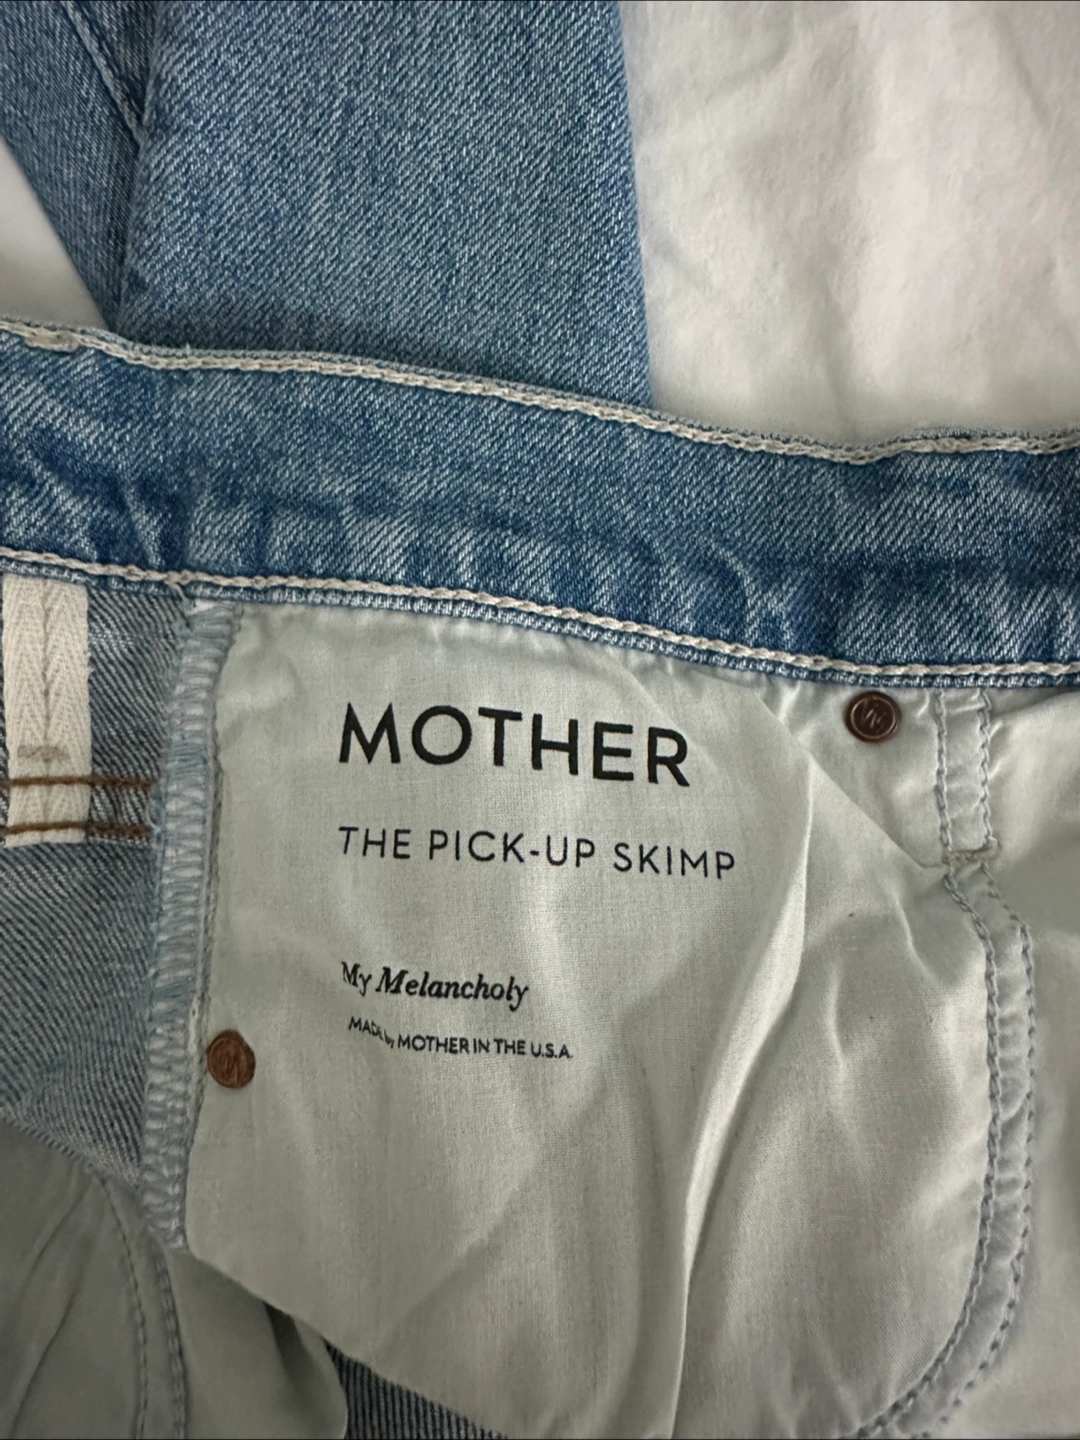 MOTHER
THE PICK-UP SKIMP
My Melancholy
MADE by MOTHER IN THE U.S.A.